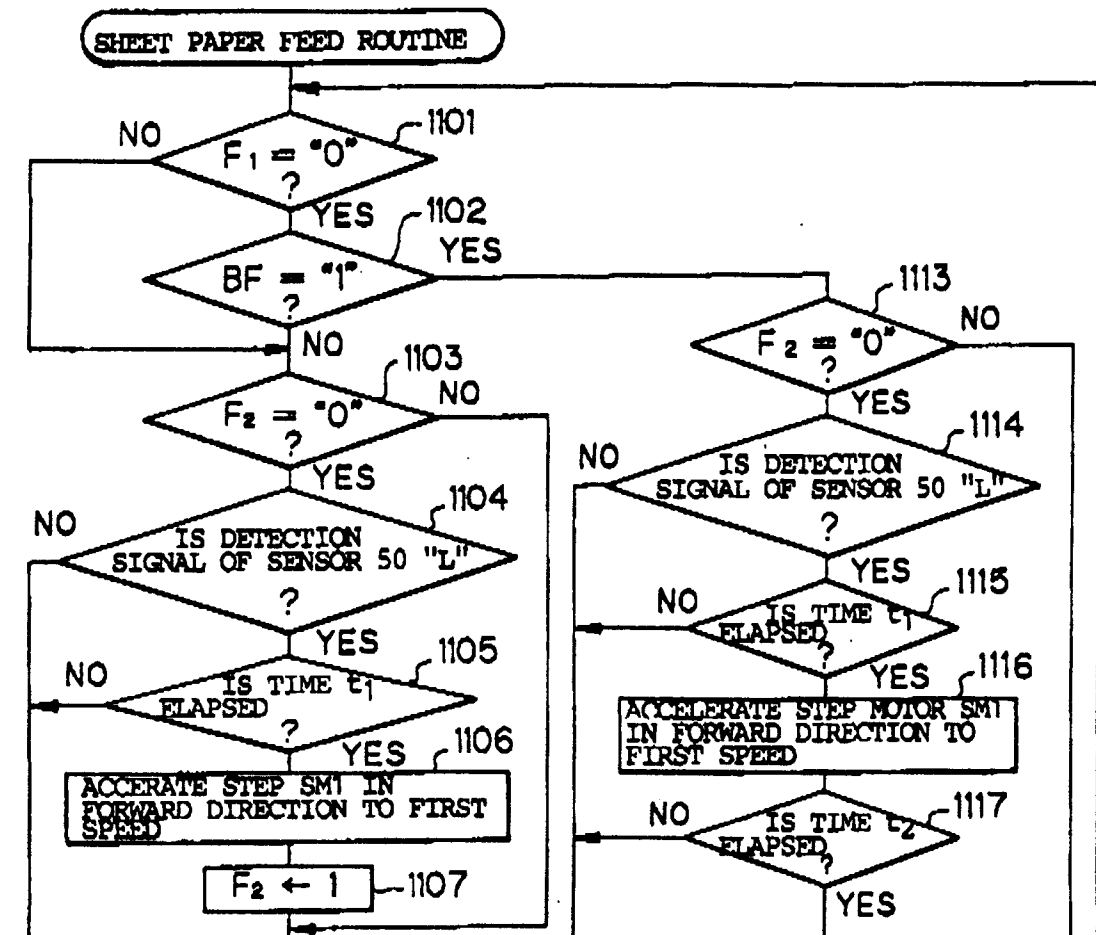 SHEET PAPER FEED ROUTINE
1101
NO
F1 = "0"
?
YES
1102
YES
BF = "1"
?
NO
1103
NO
F2 = "0"
?
YES
1104
NO
IS DETECTION
SIGNAL OF SENSOR 50 "L"
?
YES
1105
NO
IS TIME t1
ELAPSED
?
YES
1106
ACCERATE STEP SM1 IN
FORWARD DIRECTION TO FIRST
SPEED
F2 ← 1
1107
1113
NO
F2 = "0"
?
YES
1114
NO
IS DETECTION
SIGNAL OF SENSOR 50 "L"
?
YES
1115
NO
IS TIME t1
ELAPSED
?
YES
1116
ACCELERATE STEP MOTOR SM1
IN FORWARD DIRECTION TO
FIRST SPEED
1117
NO
IS TIME t2
ELAPSED
?
YES